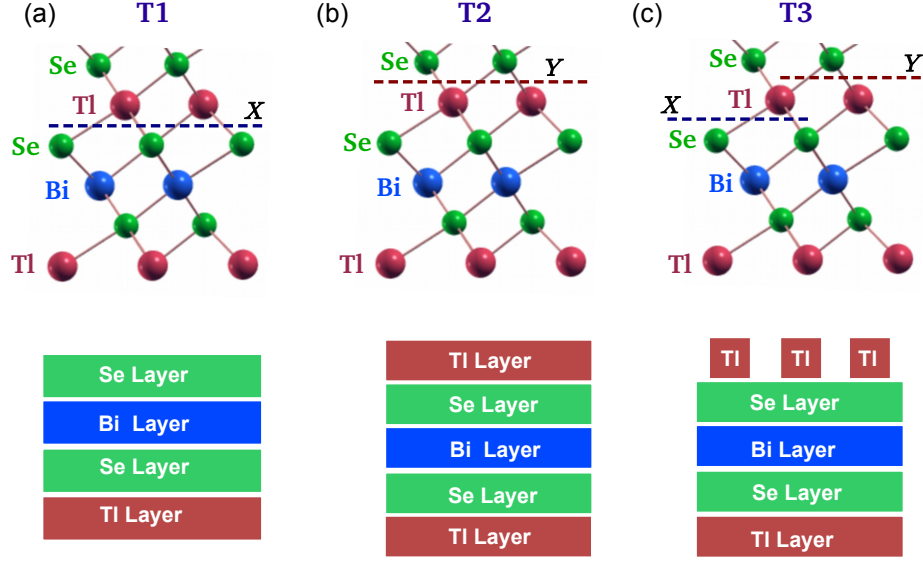 (a) T1
Se
Tl
X
Se
Bi
Tl
Se Layer
Bi Layer
Se Layer
Tl Layer
(b) T2
Se
Y
Tl
Se
Bi
Tl
Tl Layer
Se Layer
Bi Layer
Se Layer
Tl Layer
(c) T3
Se
Y
X
Tl
Se
Bi
Tl
Tl Tl Tl
Se Layer
Bi Layer
Se Layer
Tl Layer